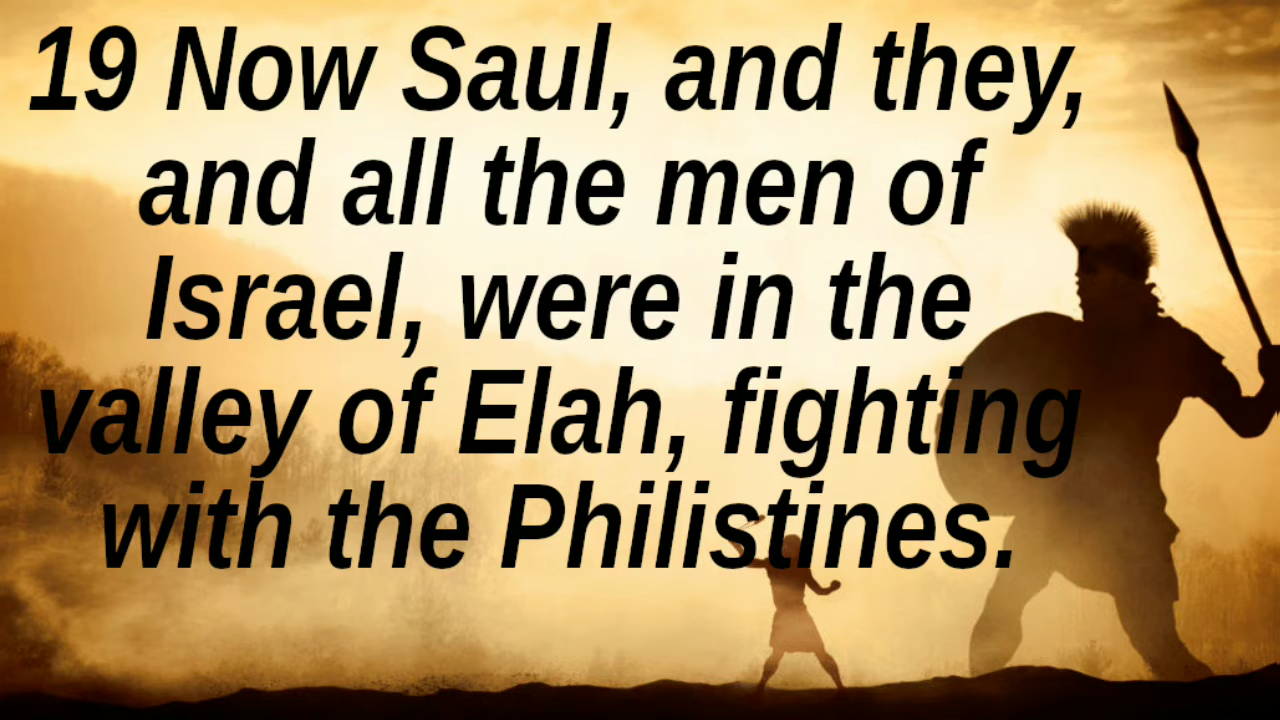 19 Now Saul, and they,
and all the men of
Israel, were in the
valley of Elah, fighting
with the Philistines.